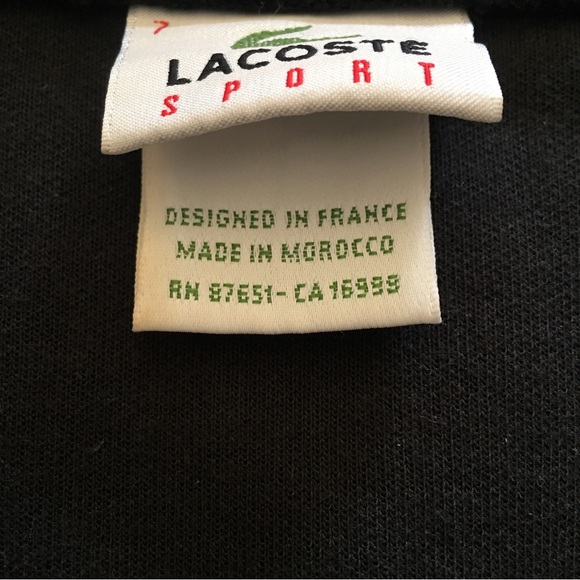 7
LACOSTE
SPORT
DESIGNED IN FRANCE
MADE IN MOROCCO
RN 87651- CA 16998